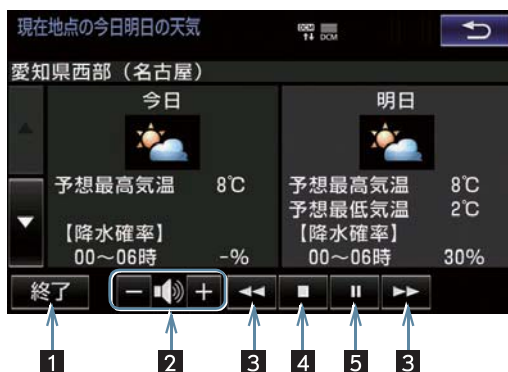 現在地点の今日明日の天気
DCM DCM
愛知県西部（名古屋）
今日
予想最高気温 8℃
【降水確率】
00～06時 -%
明日
予想最高気温 8℃
予想最低気温 2℃
【降水確率】
00～06時 30%
終了 － ＋
1 2 3 4 5 3